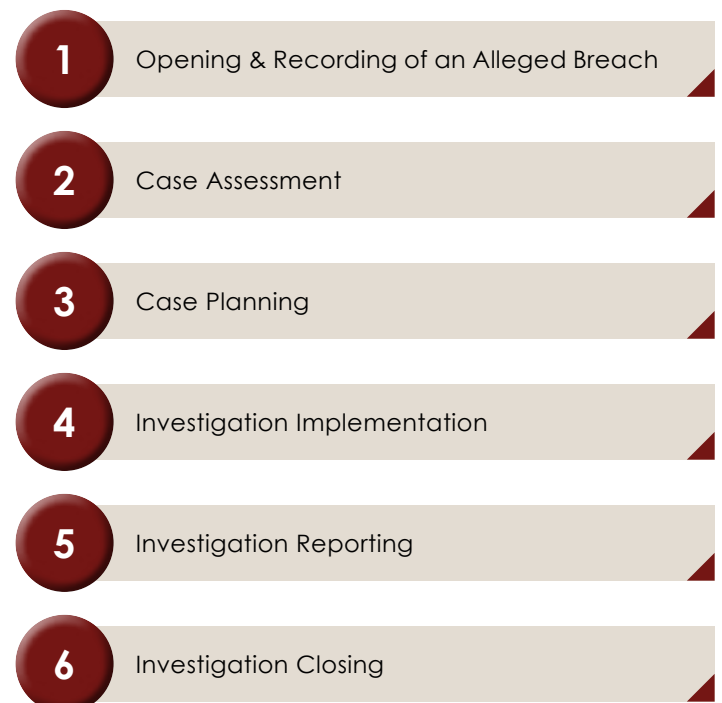 1 Opening & Recording of an Alleged Breach
2 Case Assessment
3 Case Planning
4 Investigation Implementation
5 Investigation Reporting
6 Investigation Closing